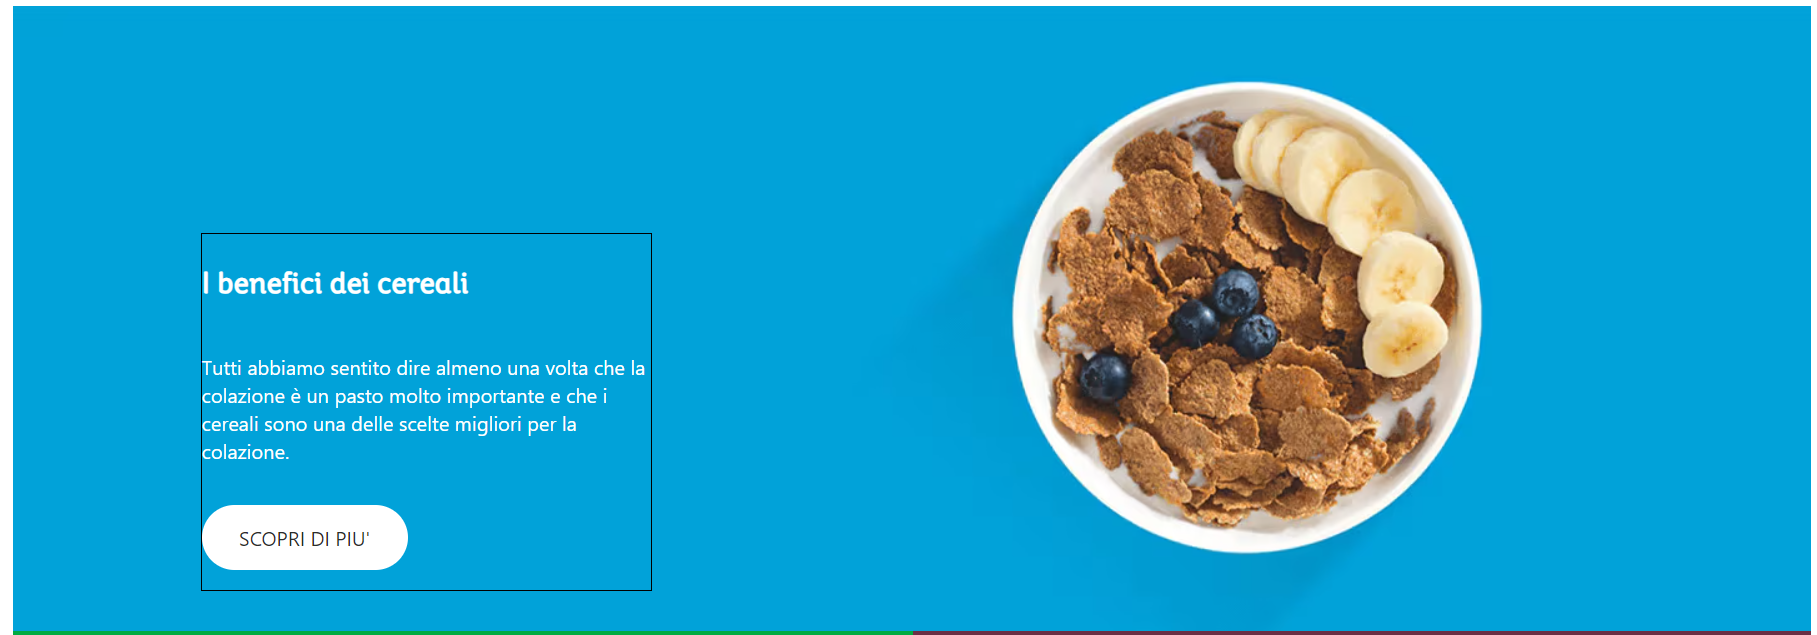 I benefici dei cereali
Tutti abbiamo sentito dire almeno una volta che la
colazione è un pasto molto importante e che i
cereali sono una delle scelte migliori per la
colazione.
SCOPRI DI PIU'